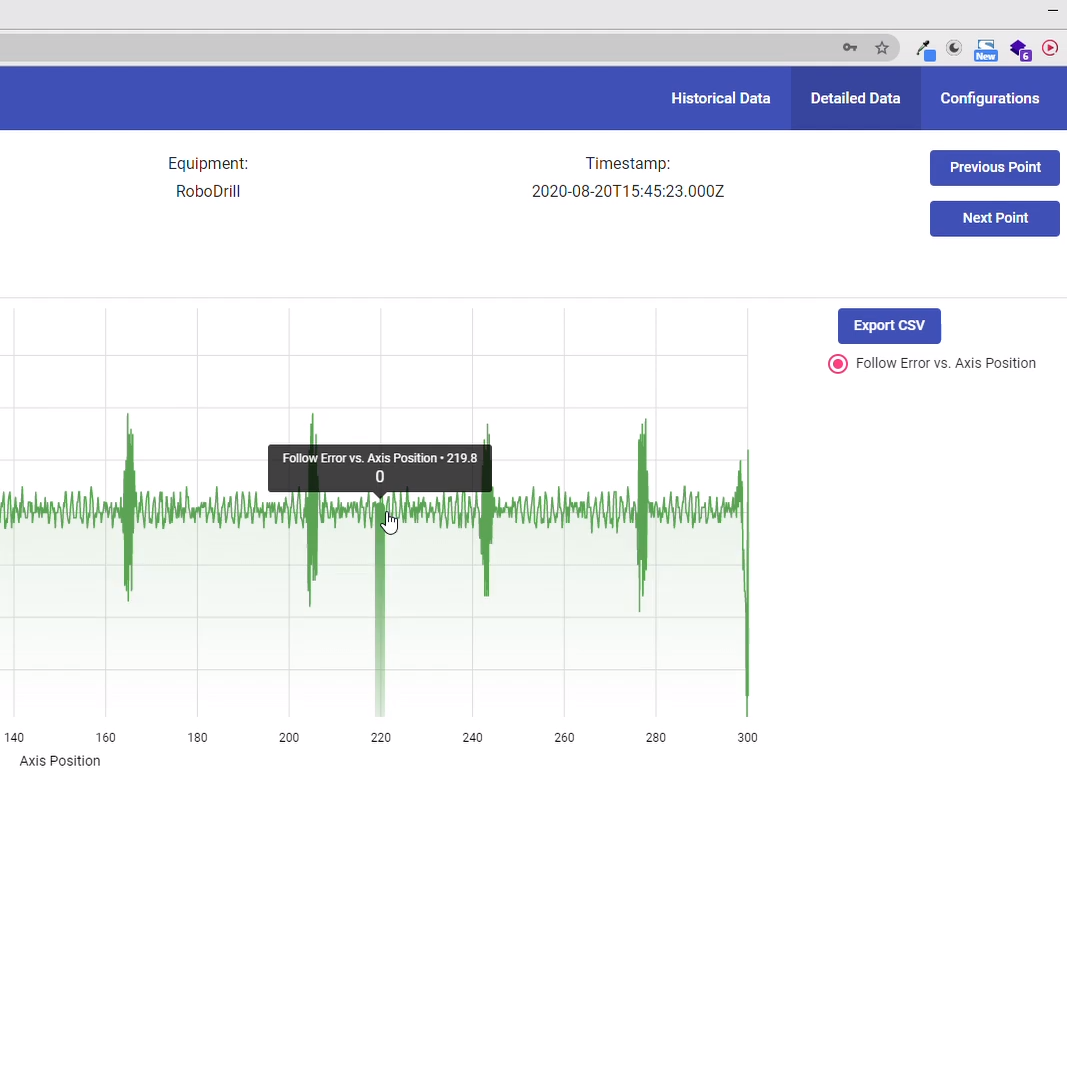 New
6
Historical Data
Detailed Data
Configurations
Equipment:
RoboDrill
Timestamp:
2020-08-20T15:45:23.000Z
Previous Point
Next Point
Export CSV
Follow Error vs. Axis Position
Follow Error vs. Axis Position • 219.8
0
140 160 180 200 220 240 260 280 300
Axis Position